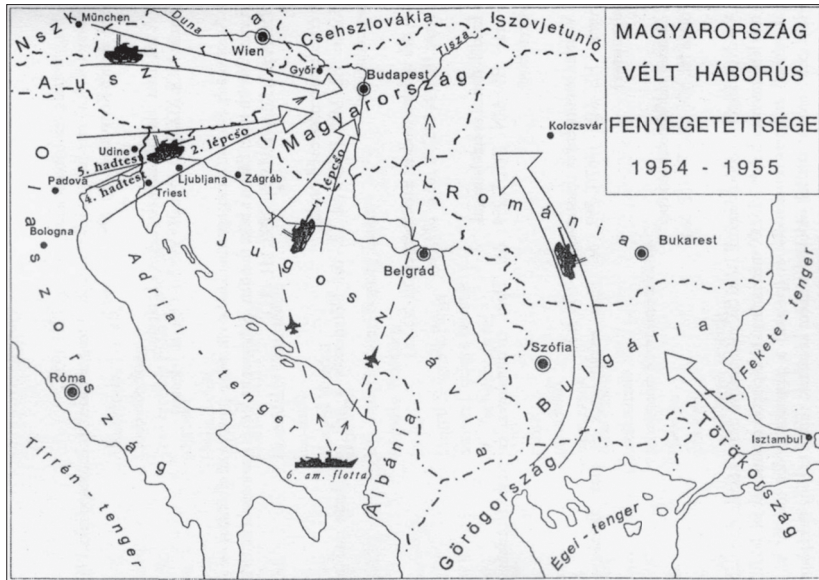 MAGYARORSZÁG
VÉLT HÁBORÚS
FENYEGETETTSÉGE
1954 - 1955
Nszk
München
Duna
Ausztria
Wien
Csehszlovákia
Szovjetunió
Tisza
Győr
Budapest
Magyarország
Kolozsvár
Udine
5. hadtest
2. lépcső
4. hadtest
Padova
Ljubljana
Zágráb
Triest
1. lépcső
Románia
Bologna
Olaszország
Jugoszlávia
Belgrád
Bukarest
Adriai - tenger
Fekete - tenger
Szófia
Bulgária
Róma
Albánia
Isztambul
Törökország
6. am. flotta
Görögország
Égei - tenger
Tirrén - tenger